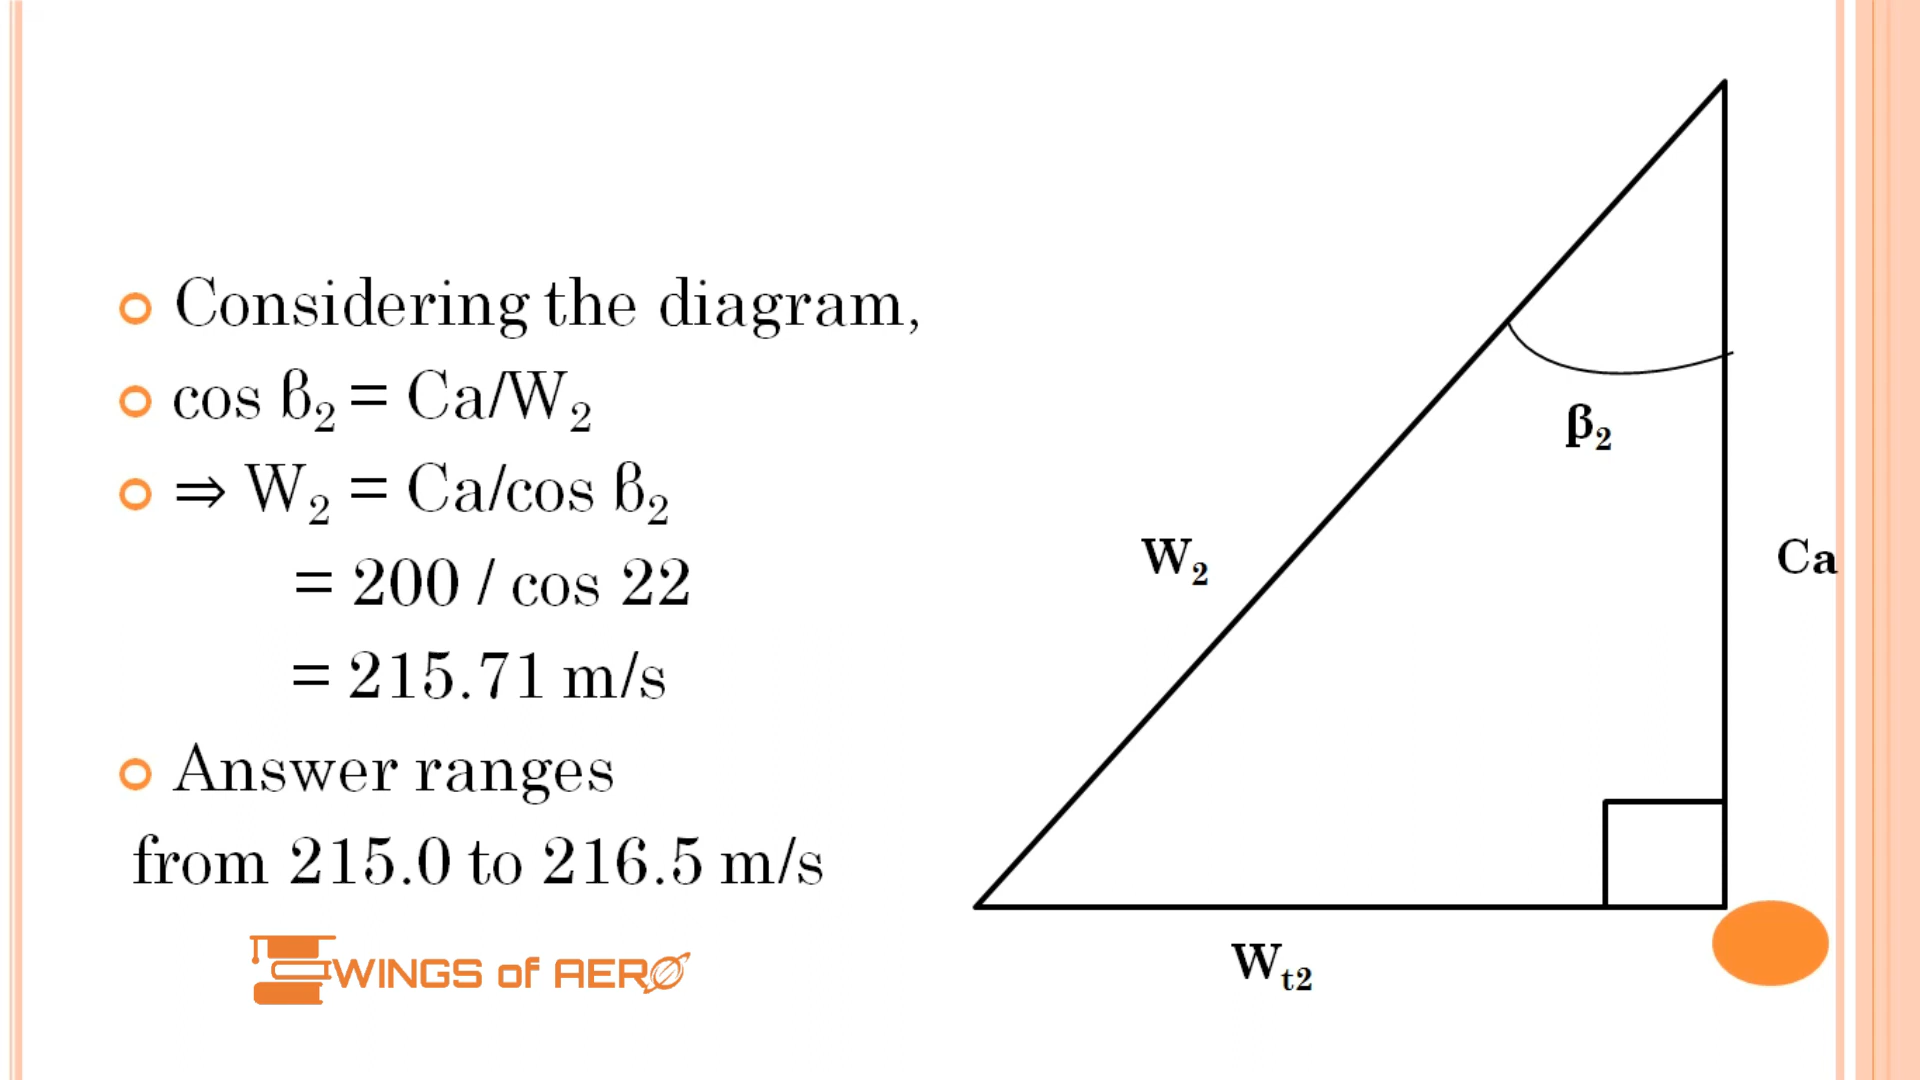 Considering the diagram,
cos β₂ = Ca/W₂
⇒ W₂ = Ca/cos β₂
= 200 / cos 22
= 215.71 m/s
Answer ranges
from 215.0 to 216.5 m/s
WINGS of AERO
β₂
W₂
Ca
Wt2